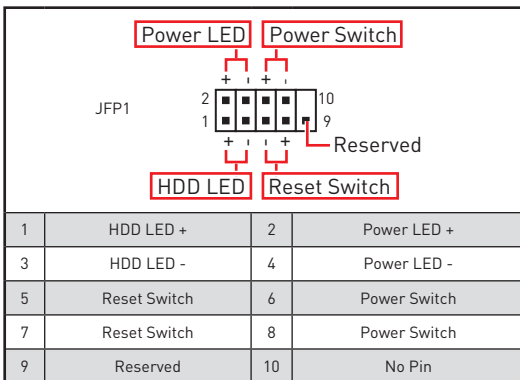 Power LED Power Switch
+ - + -
JFP1
2 10
1 9
+ - - +
Reserved
HDD LED Reset Switch
1 HDD LED + 2 Power LED +
3 HDD LED - 4 Power LED -
5 Reset Switch 6 Power Switch
7 Reset Switch 8 Power Switch
9 Reserved 10 No Pin